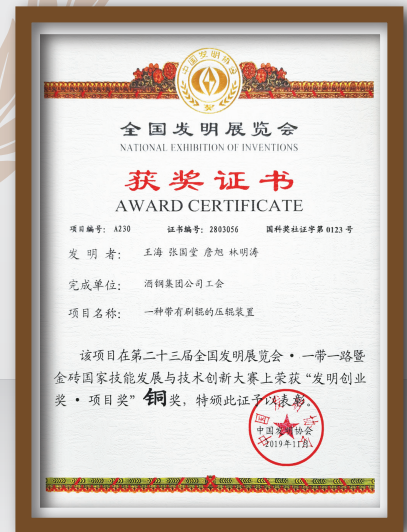 中国发明协会
全国发明展览会
NATIONAL EXHIBITION OF INVENTIONS
获奖证书
AWARD CERTIFICATE
项目编号： A230 证书编号：2803056 国科奖社证字第 0123 号
发 明 者： 王海 张国堂 詹旭 林明涛
完成单位： 酒钢集团公司工会
项目名称： 一种带有刷辊的压辊装置
该项目在第二十三届全国发明展览会 • 一带一路暨
金砖国家技能发展与技术创新大赛上荣获“发明创业
奖 • 项目奖”铜奖，特颁此证予以表彰。
中国发明协会
2019年11月